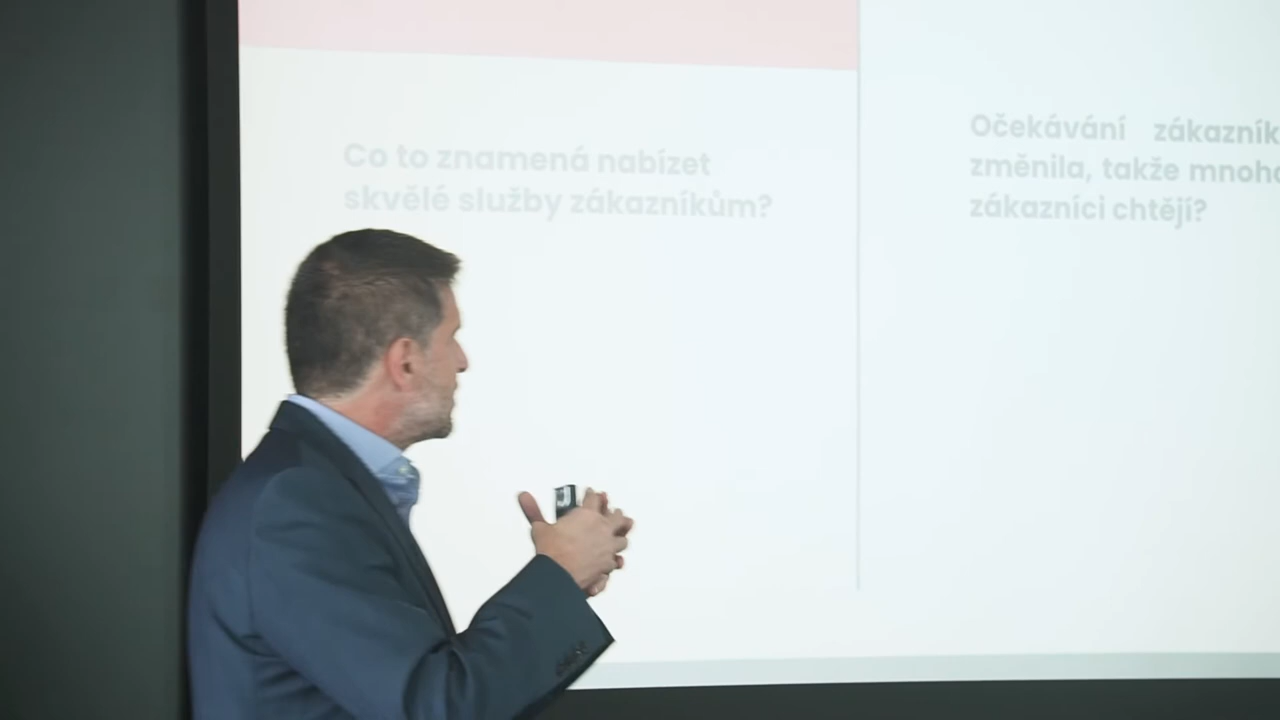 Co to znamená nabízet
skvělé služby zákazníkům?
Očekávání zákazník
změnila, takže mnoho
zákazníci chtějí?